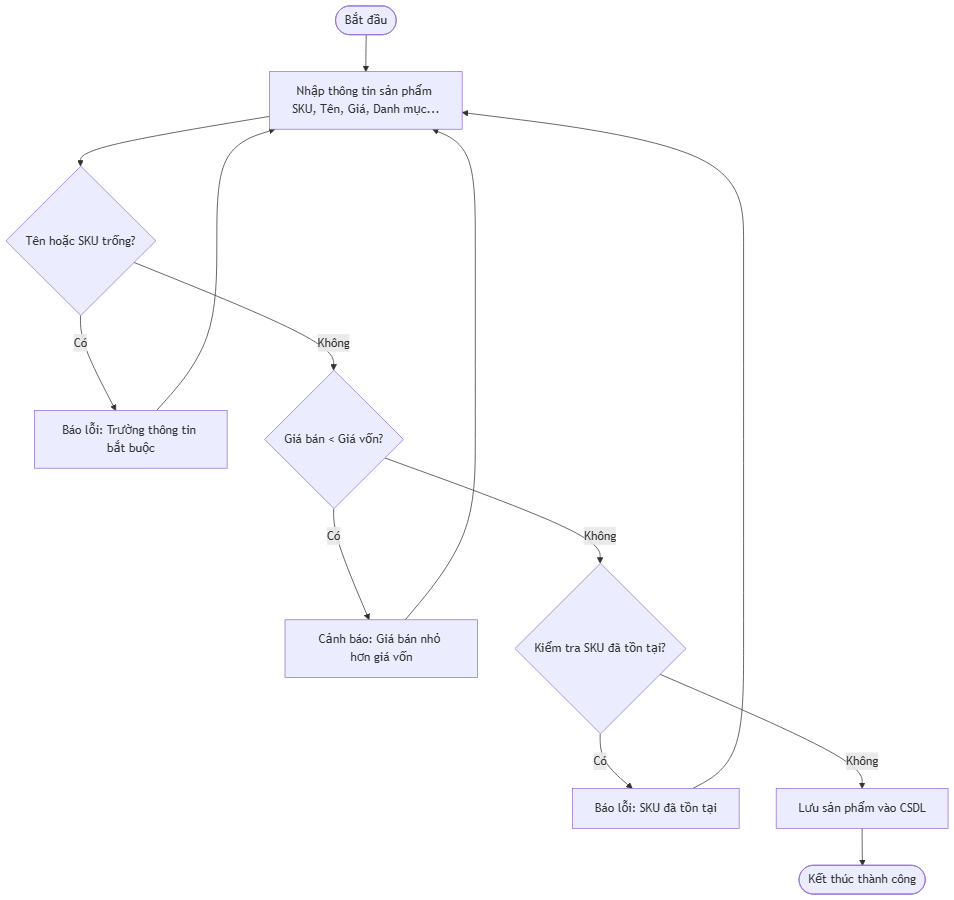 Bắt đầu
Nhập thông tin sản phẩm
SKU, Tên, Giá, Danh mục...
Tên hoặc SKU trống?
Có
Không
Báo lỗi: Trường thông tin
bắt buộc
Giá bán < Giá vốn?
Có
Không
Cảnh báo: Giá bán nhỏ
hơn giá vốn
Kiểm tra SKU đã tồn tại?
Có
Không
Báo lỗi: SKU đã tồn tại
Lưu sản phẩm vào CSDL
Kết thúc thành công